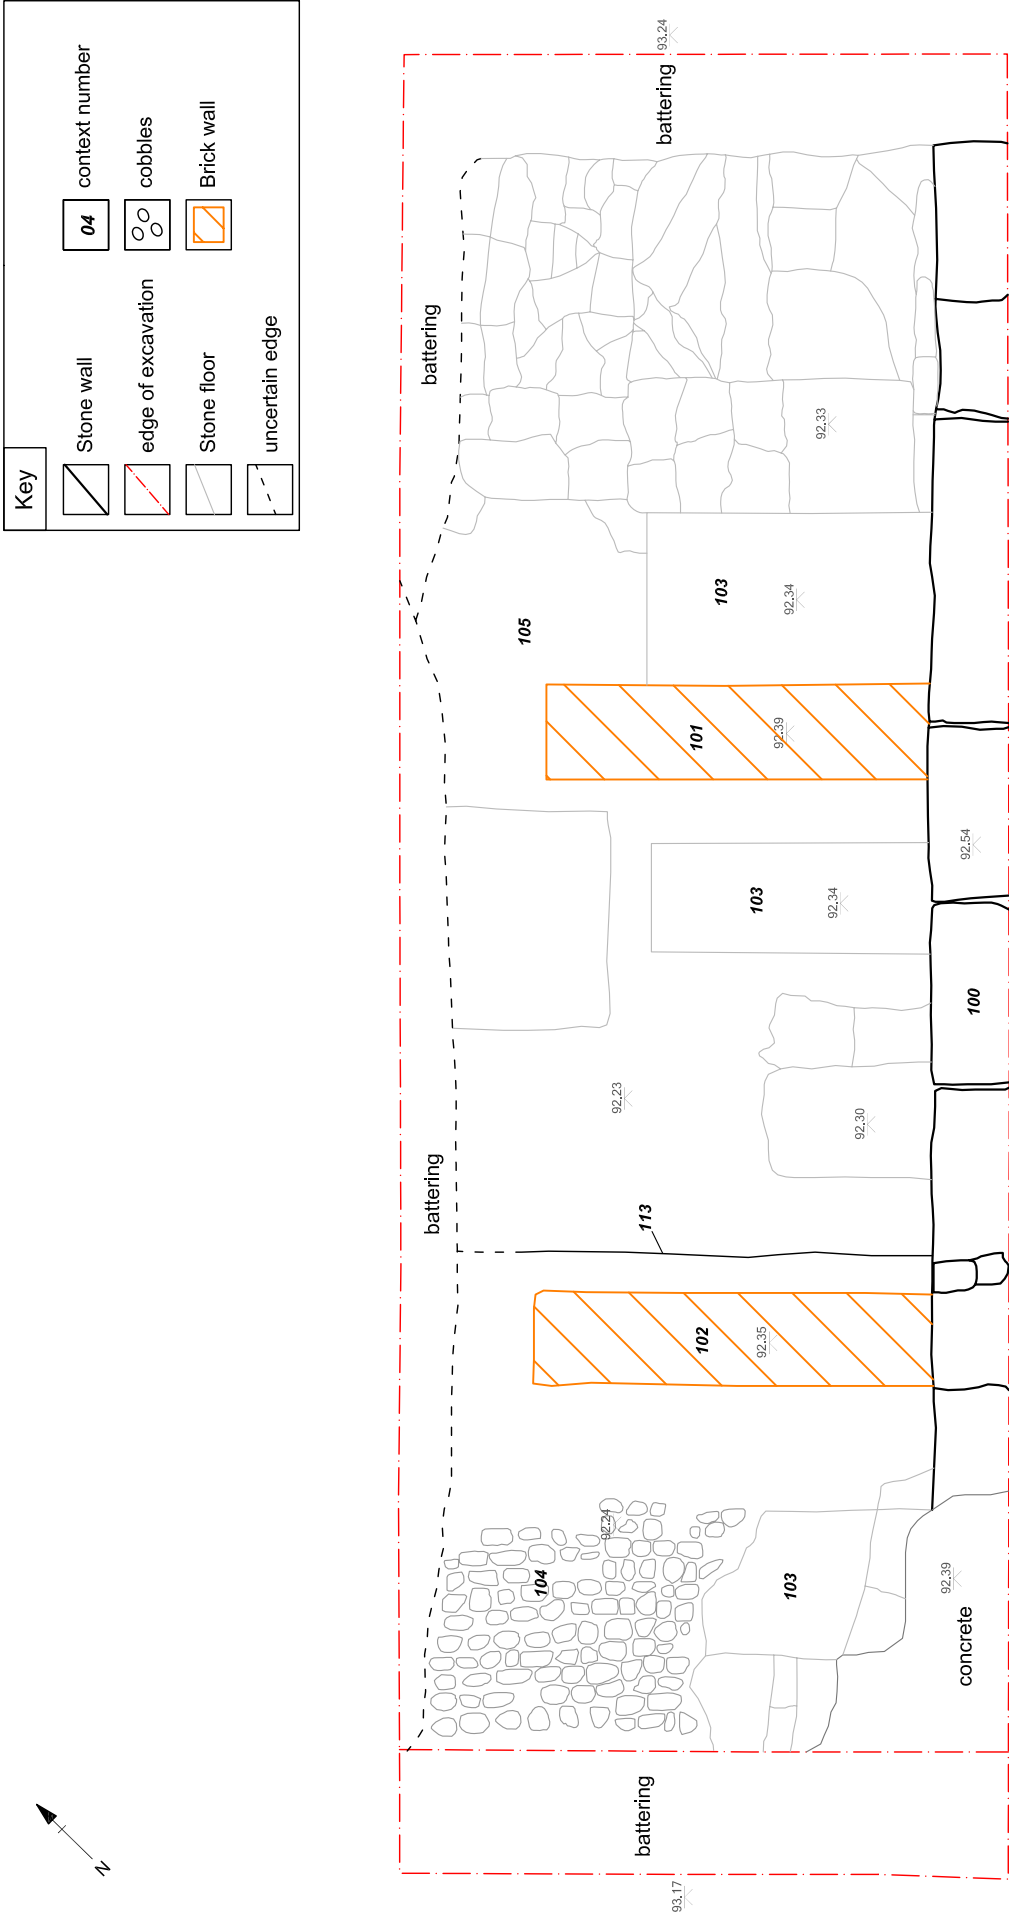 Key
Stone wall
edge of excavation
Stone floor
uncertain edge
04
context number
cobbles
Brick wall
N
93.17
battering
battering
battering
battering
93.24
104
92.24
103
concrete
92.39
102
92.35
113
92.23
92.30
100
103
92.34
92.54
101
92.39
105
103
92.34
92.33